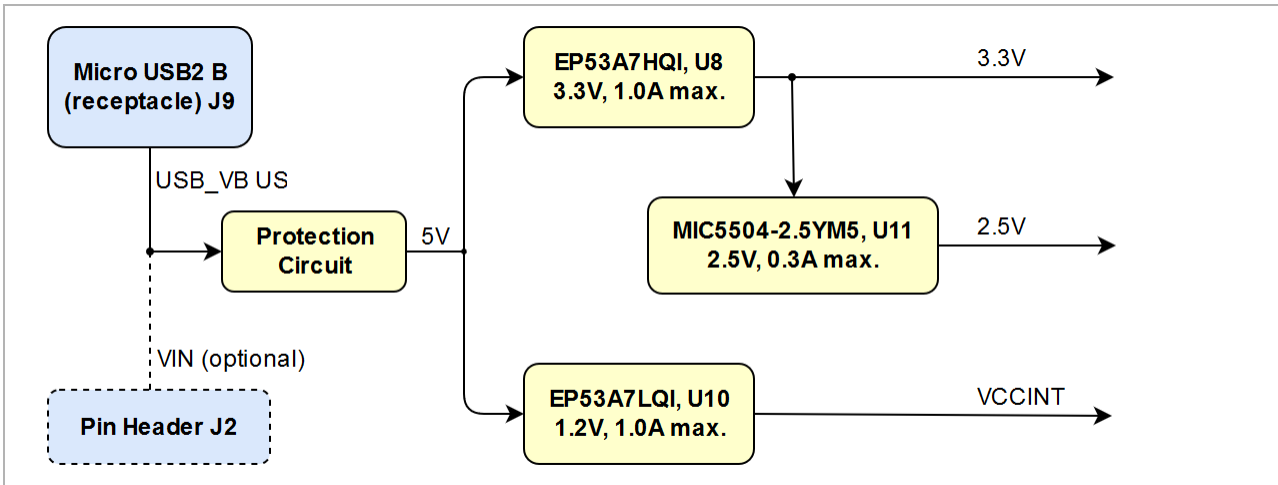 Micro USB2 B
(receptacle) J9
USB_VB US
Protection
Circuit
5V
VIN (optional)
Pin Header J2
EP53A7HQI, U8
3.3V, 1.0A max.
3.3V
MIC5504-2.5YM5, U11
2.5V, 0.3A max.
2.5V
EP53A7LQI, U10
1.2V, 1.0A max.
VCCINT